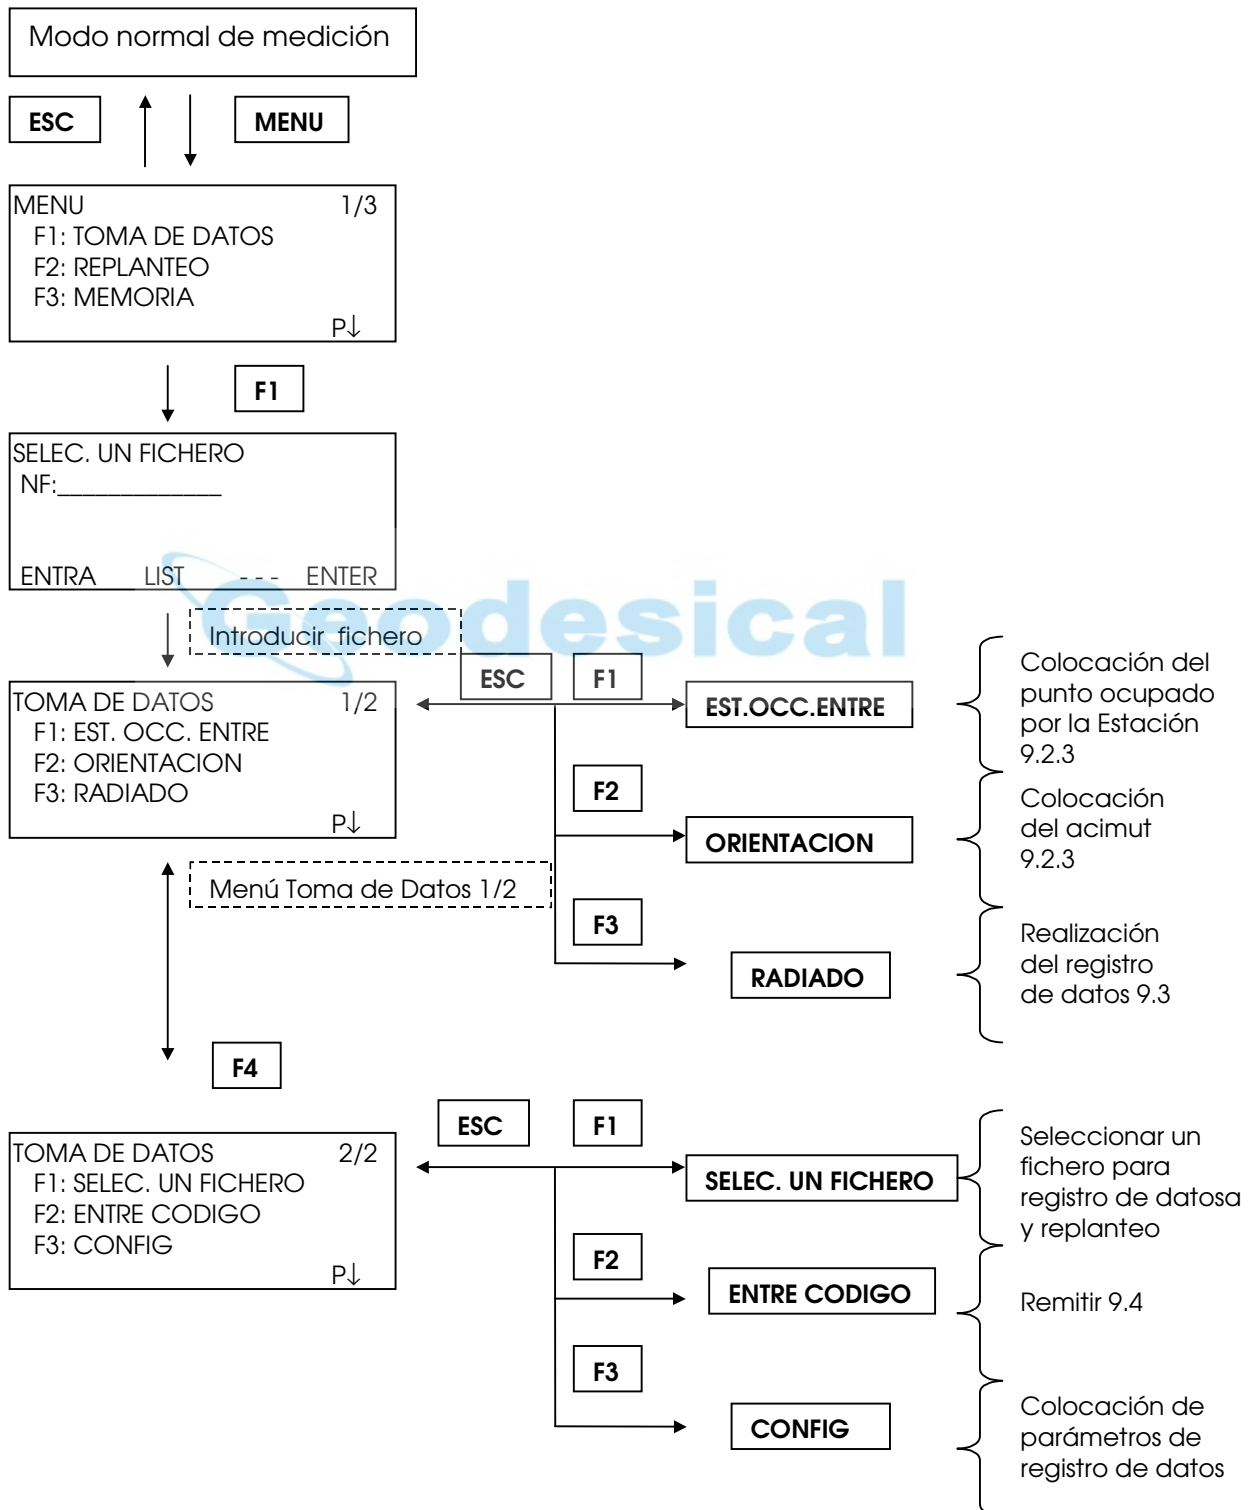 Modo normal de medición
ESC
MENU
MENU 1/3
F1: TOMA DE DATOS
F2: REPLANTEO
F3: MEMORIA
P↓
F1
SELEC. UN FICHERO
NF:_____________
ENTRA LIST - - - ENTER
Geodesical
Introducir fichero
ESC
F1
TOMA DE DATOS 1/2
F1: EST. OCC. ENTRE
F2: ORIENTACION
F3: RADIADO
P↓
EST.OCC.ENTRE
Colocación del
punto ocupado
por la Estación
9.2.3
F2
ORIENTACION
Colocación
del acimut
9.2.3
Menú Toma de Datos 1/2
F3
RADIADO
Realización
del registro
de datos 9.3
F4
ESC
F1
TOMA DE DATOS 2/2
F1: SELEC. UN FICHERO
F2: ENTRE CODIGO
F3: CONFIG
P↓
SELEC. UN FICHERO
Seleccionar un
fichero para
registro de datosa
y replanteo
F2
ENTRE CODIGO
Remitir 9.4
F3
CONFIG
Colocación de
parámetros de
registro de datos